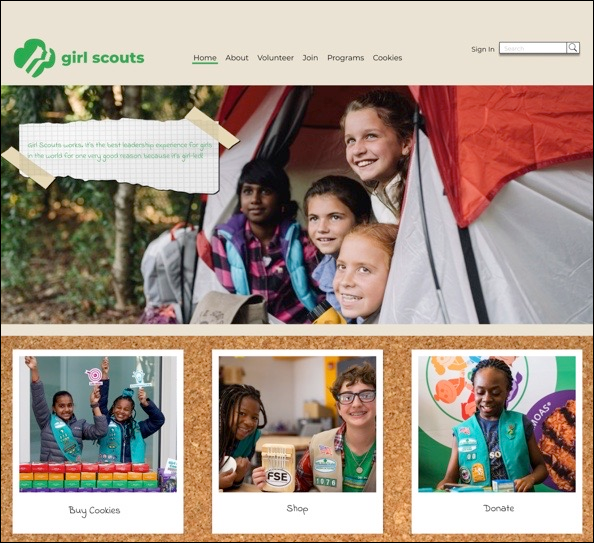 girl scouts
Home About Volunteer Join Programs Cookies
Sign In
Search
Girl Scouts works. It's the best leadership experience for girls
in the world for one very good reason: because it's girl-led!
MOAS®
FSE
1076
Buy Cookies
Shop
Donate